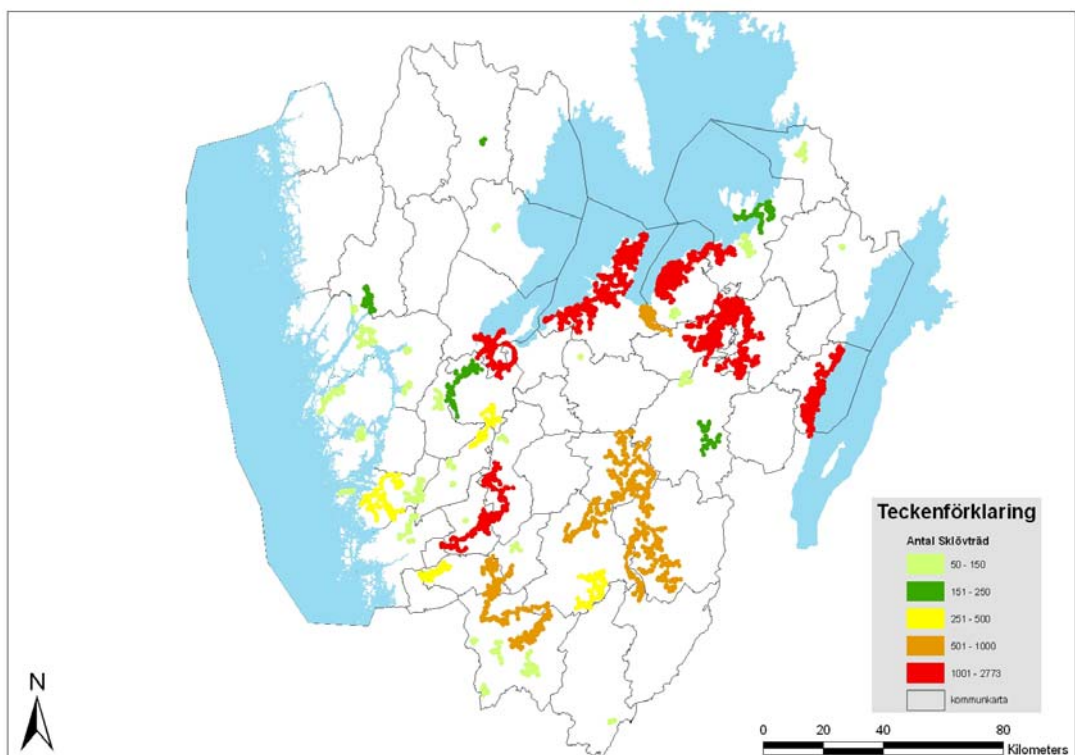 Teckenförklaring
Antal Sklövträd
50 - 150
151 - 250
251 - 500
501 - 1000
1001 - 2773
kommunkarta
N
0 20 40 80
Kilometers